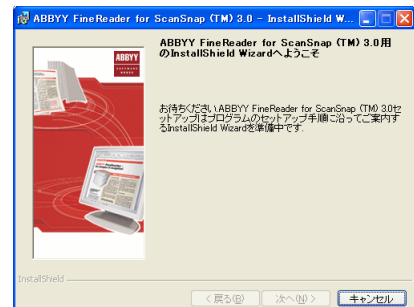 ABBYY FineReader for ScanSnap (TM) 3.0 - InstallShield W...
ABBYY
SOFTWARE
HOUSE
ABBYY FineReader for ScanSnap (TM) 3.0用
のInstallShield Wizardへようこそ
お待ちください、ABBYY FineReader for ScanSnap (TM) 3.0セ
ットアップはプログラムのセットアップ手順に沿ってご案内す
るInstallShield Wizardを準備中です.
InstallShield
< 戻る(B)
次へ(N) >
キャンセル